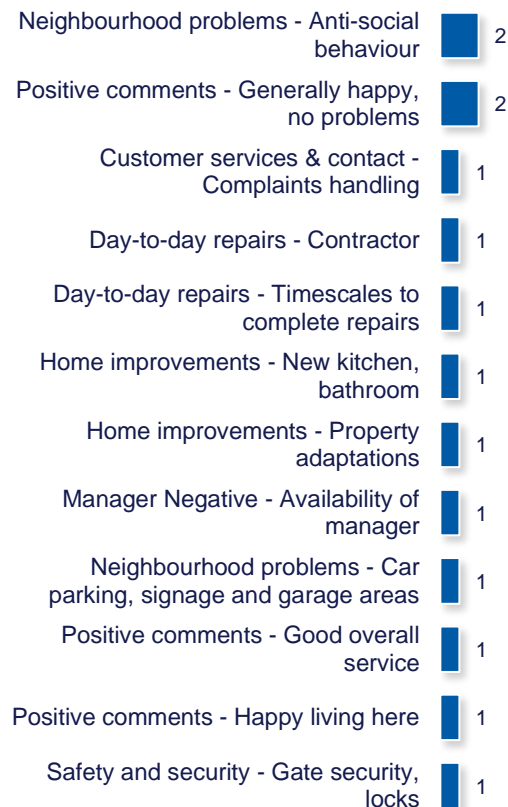 Neighbourhood problems - Anti-social
behaviour
2
Positive comments - Generally happy,
no problems
2
Customer services & contact -
Complaints handling
1
Day-to-day repairs - Contractor
1
Day-to-day repairs - Timescales to
complete repairs
1
Home improvements - New kitchen,
bathroom
1
Home improvements - Property
adaptations
1
Manager Negative - Availability of
manager
1
Neighbourhood problems - Car
parking, signage and garage areas
1
Positive comments - Good overall
service
1
Positive comments - Happy living here
1
Safety and security - Gate security,
locks
1